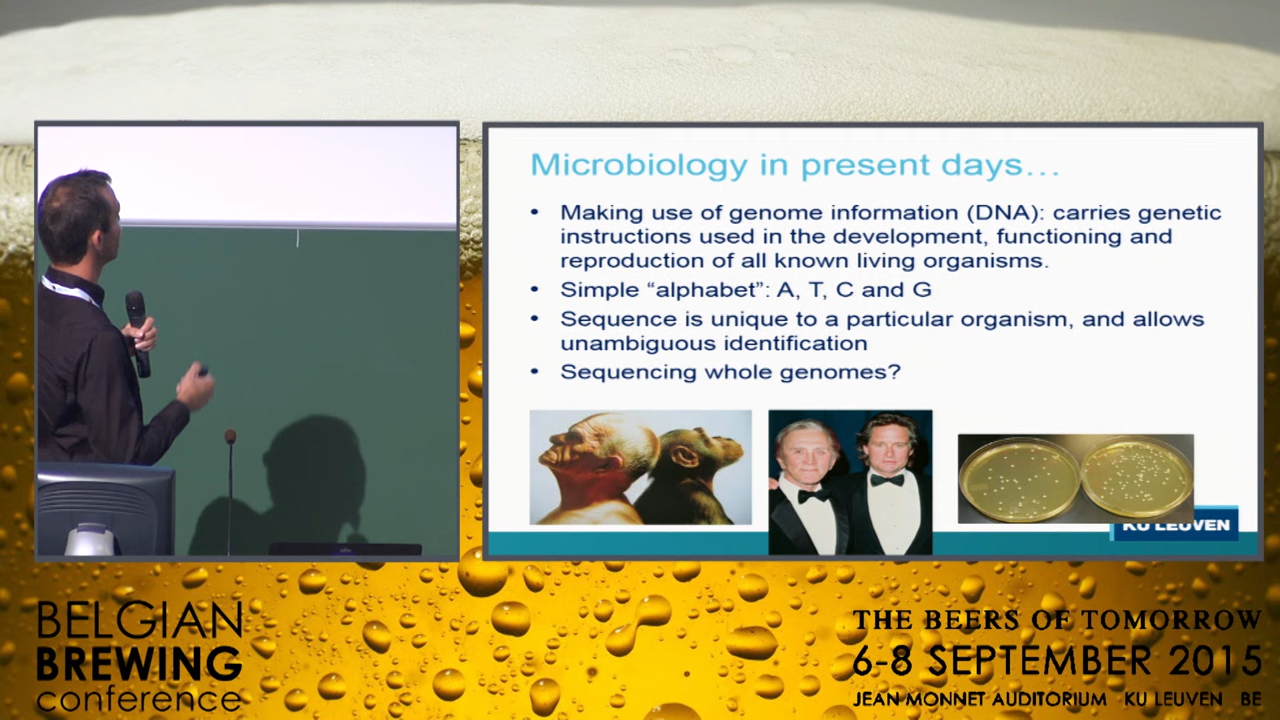 Microbiology in present days...
• Making use of genome information (DNA): carries genetic
instructions used in the development, functioning and
reproduction of all known living organisms.
• Simple “alphabet”: A, T, C and G
• Sequence is unique to a particular organism, and allows
unambiguous identification
• Sequencing whole genomes?
KU LEUVEN
BELGIAN
BREWING
conference
THE BEERS OF TOMORROW
6-8 SEPTEMBER 2015
JEAN MONNET AUDITORIUM KU LEUVEN BE